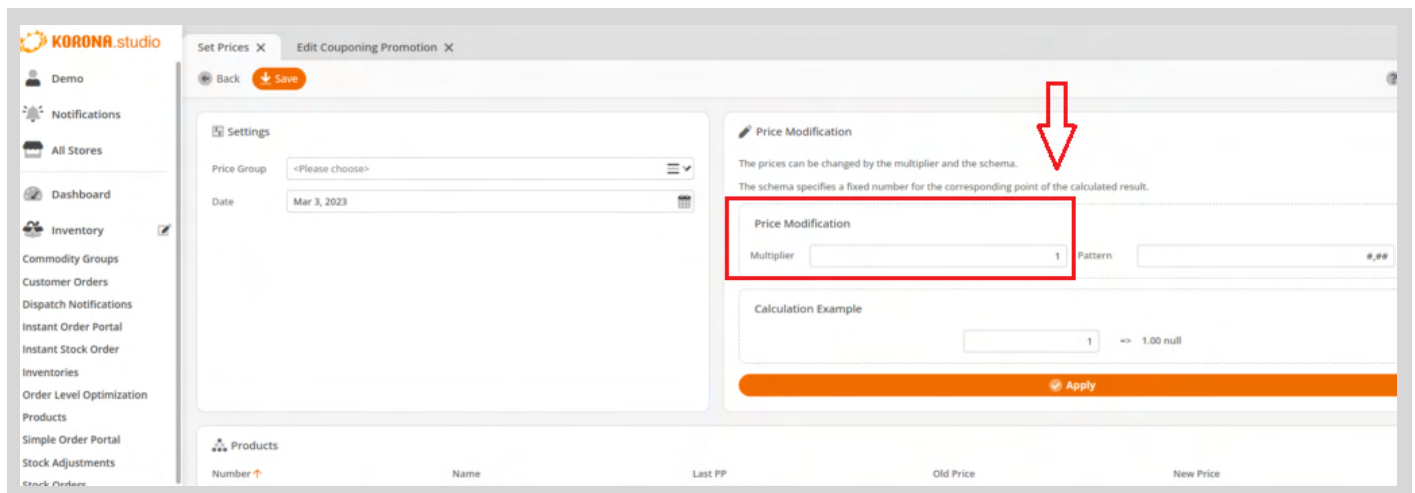 KORONA.studio
Demo
Notifications
All Stores
Dashboard
Inventory
Commodity Groups
Customer Orders
Dispatch Notifications
Instant Order Portal
Instant Stock Order
Inventories
Order Level Optimization
Products
Simple Order Portal
Stock Adjustments
Stock Orders
Set Prices X Edit Couponing Promotion X
Back Save ?
Settings
Price Group <Please choose>
Date Mar 3, 2023
Price Modification
The prices can be changed by the multiplier and the schema.
The schema specifies a fixed number for the corresponding point of the calculated result.
Price Modification
Multiplier 1 Pattern #,##
Calculation Example
1 => 1.00 null
Apply
Products
Number Name Last PP Old Price New Price